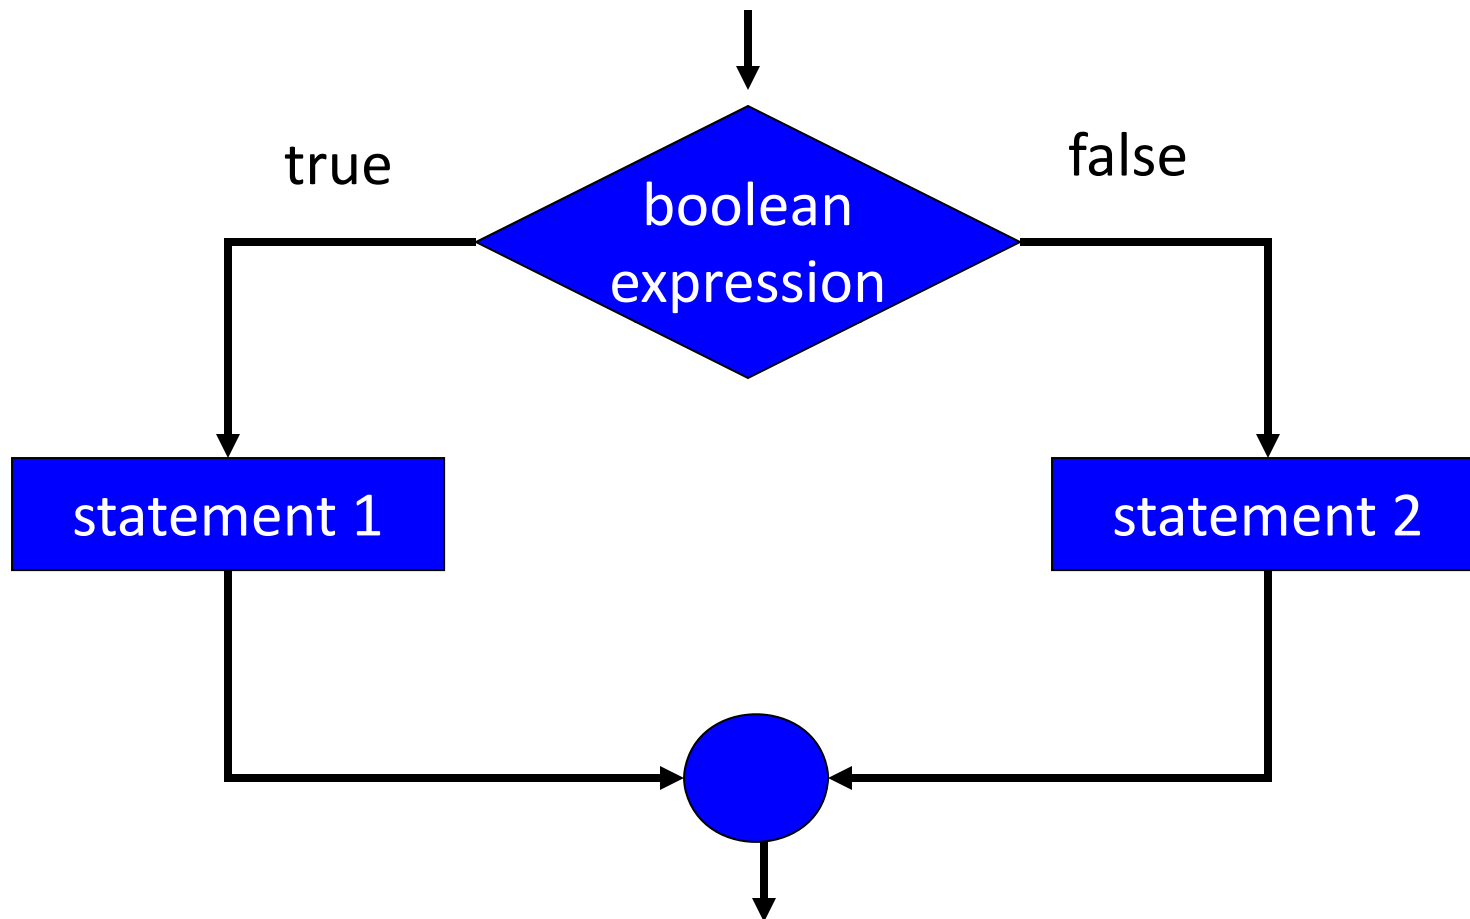 true
false
boolean
expression
statement 1
statement 2